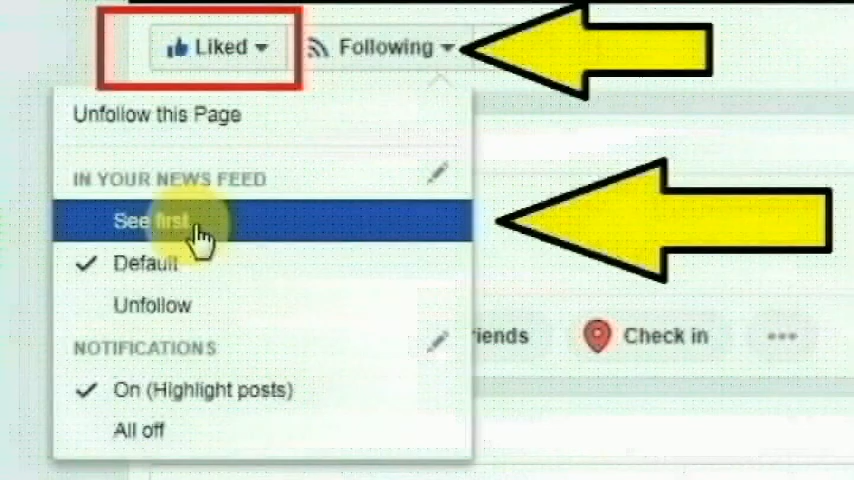 Liked Following
Unfollow this Page
IN YOUR NEWS FEED
See first
Default
Unfollow
riends Check in
NOTIFICATIONS
On (Highlight posts)
All off